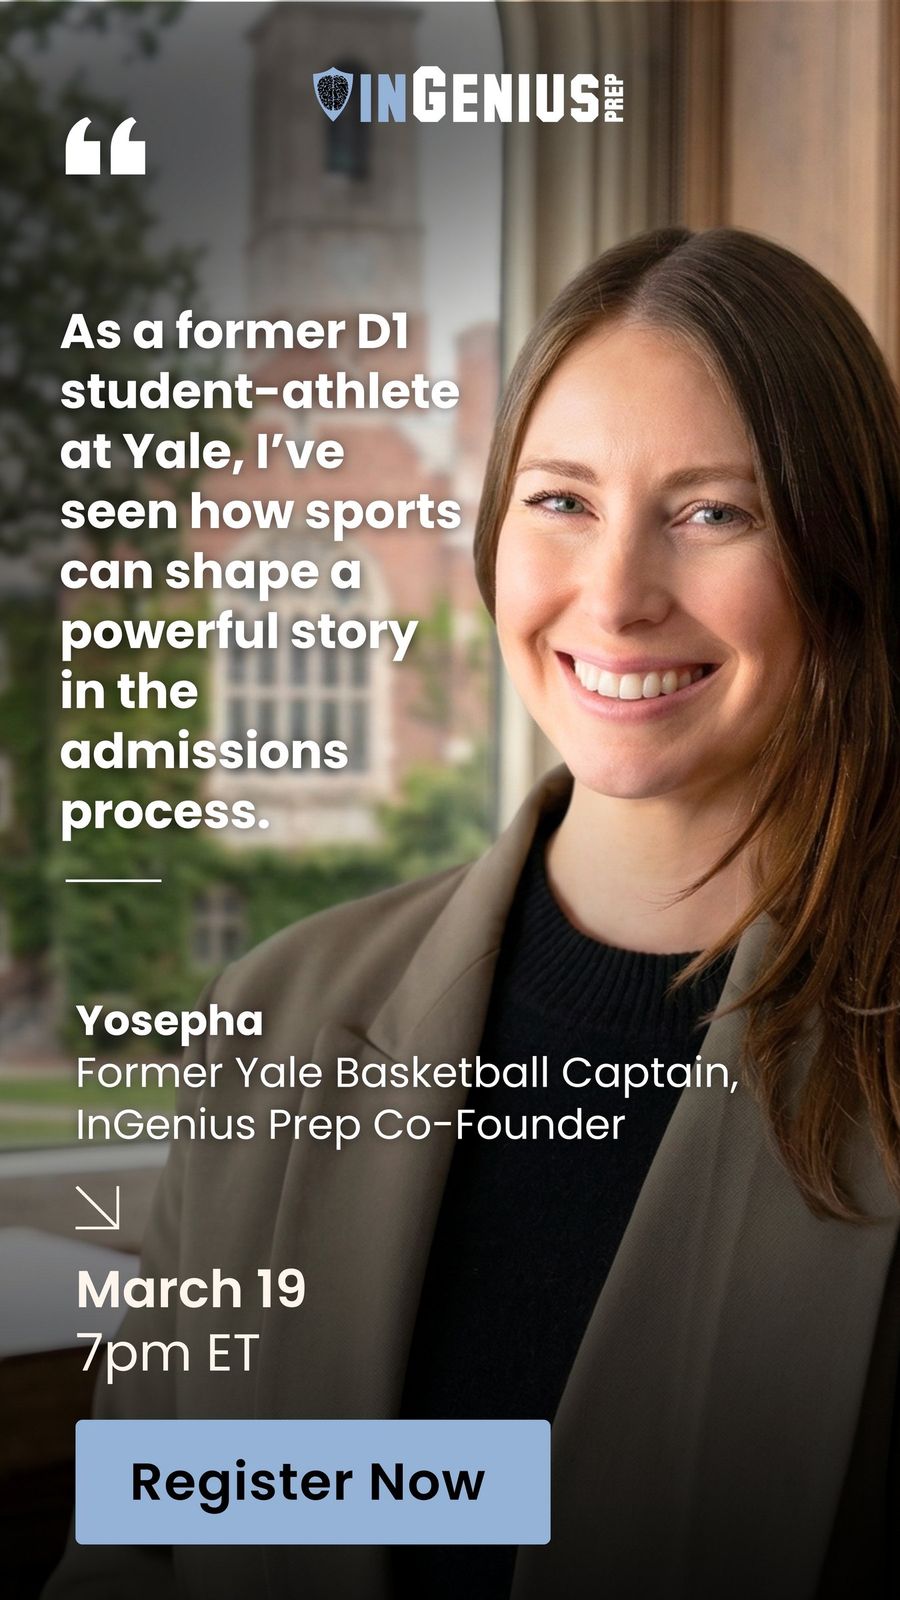 INGENIUS PREP
“
As a former D1
student-athlete
at Yale, I’ve
seen how sports
can shape a
powerful story
in the
admissions
process.
Yosepha
Former Yale Basketball Captain,
InGenius Prep Co-Founder
March 19
7pm ET
Register Now